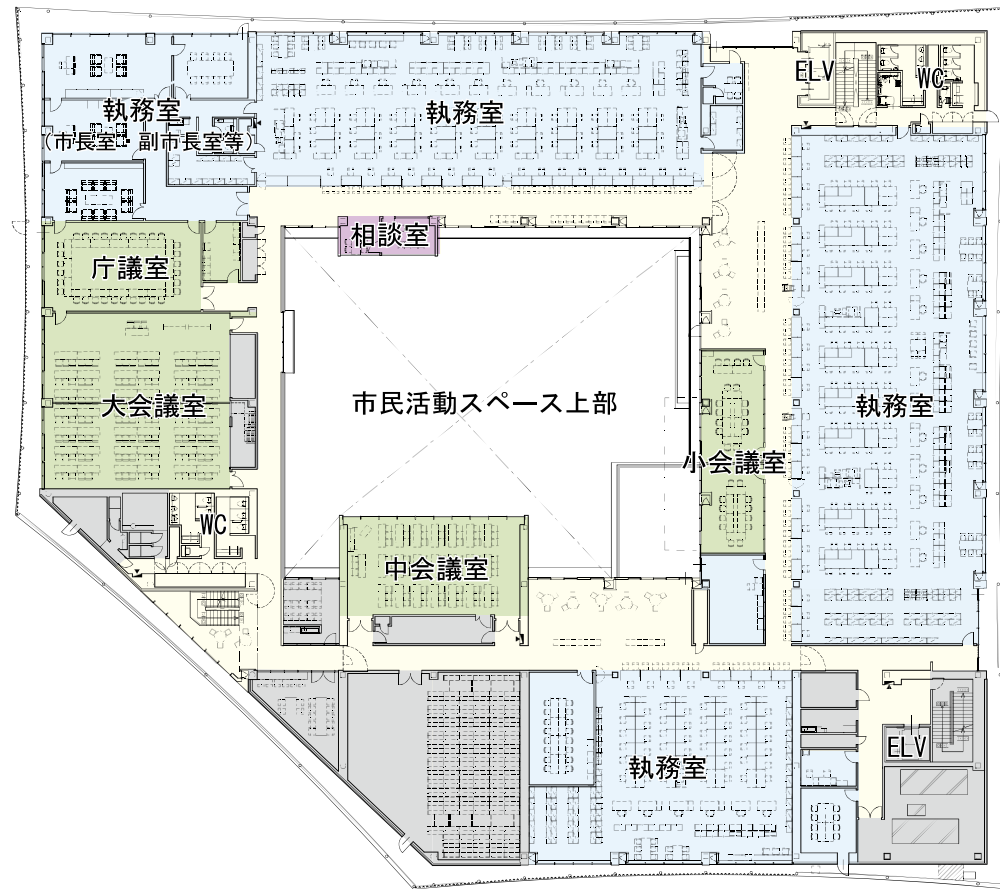 ELV
WC
執務室
(市長室・副市長室等)
執務室
相談室
庁議室
大会議室
市民活動スペース上部
執務室
小会議室
WC
中会議室
執務室
ELV